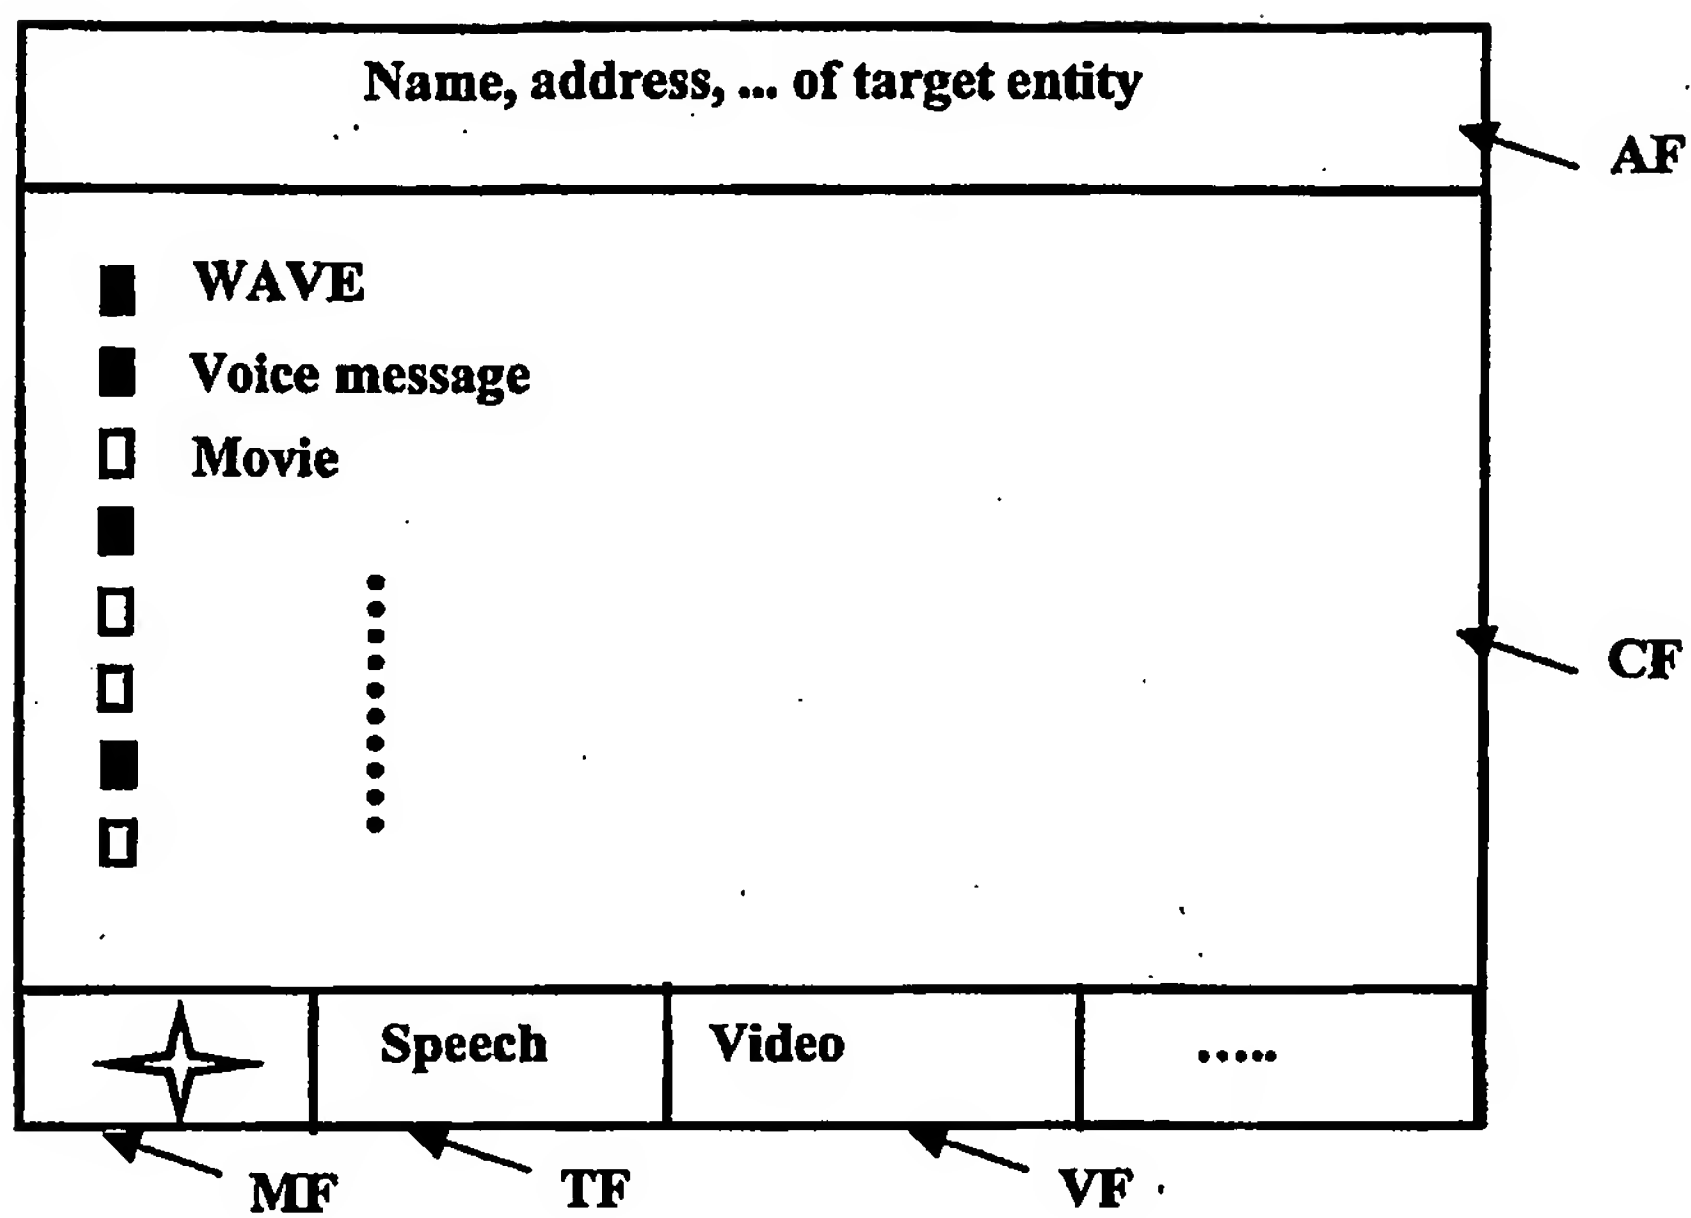 Name, address, ... of target entity
AF
WAVE
Voice message
Movie
CF
Speech
Video
.....
MF
TF
VF